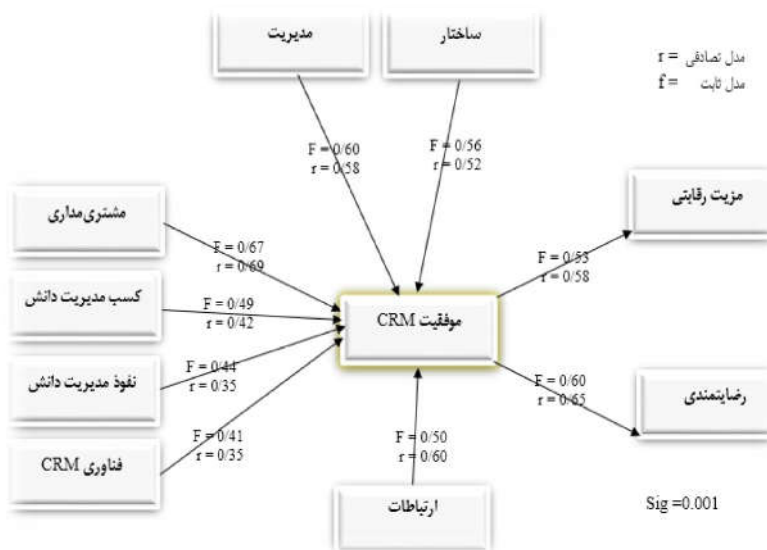 مدیریت
ساختار
مدل تصادفی = r
مدل ثابت = f
F = 0/60
r = 0/58
F = 0/56
r = 0/52
مزیت رقابتی
مشتری‌مداری
F = 0/67
r = 0/69
F = 0/53
r = 0/58
کسب مدیریت دانش
F = 0/49
r = 0/42
موفقیت CRM
نفوذ مدیریت دانش
F = 0/44
r = 0/35
F = 0/60
r = 0/65
رضایتمندی
فناوری CRM
F = 0/41
r = 0/35
F = 0/50
r = 0/60
ارتباطات
Sig =0.001